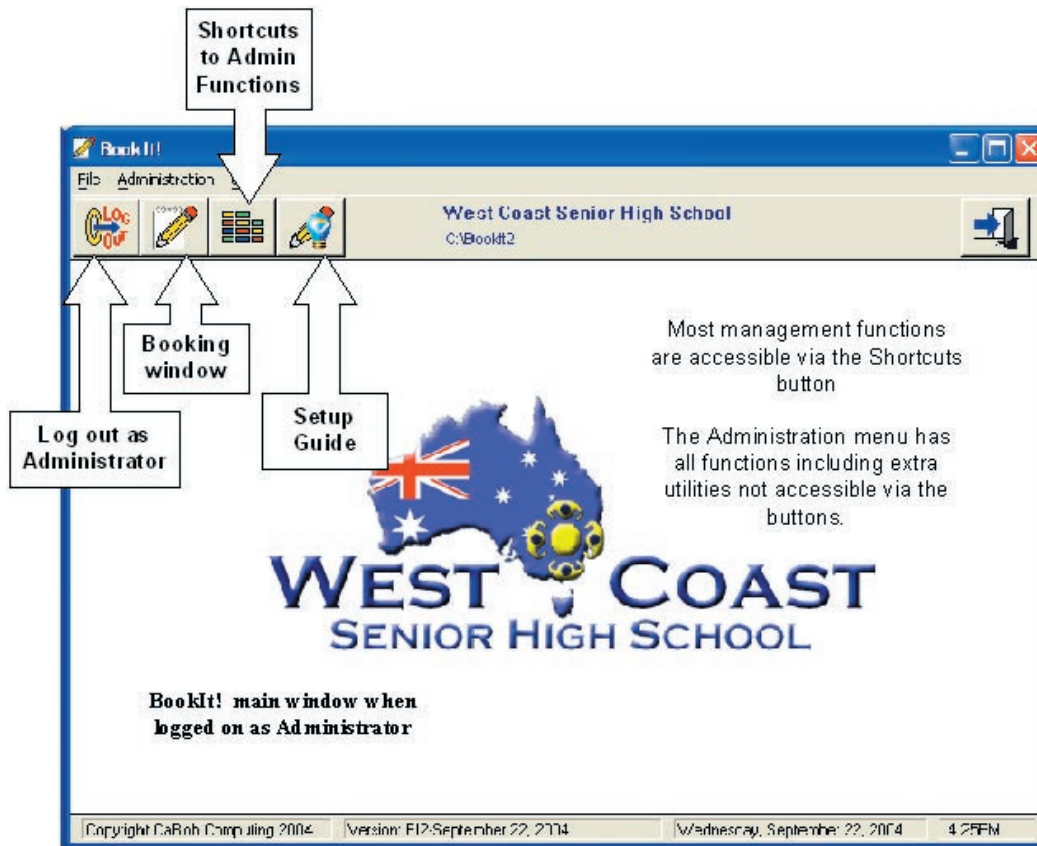 Shortcuts
to Admin
Functions
BookIt!
File Administration
LOG
OUT
West Coast Senior High School
C:\BookIt2
Booking
window
Log out as
Administrator
Setup
Guide
Most management functions
are accessible via the Shortcuts
button
The Administration menu has
all functions including extra
utilities not accessible via the
buttons.
WEST COAST
SENIOR HIGH SCHOOL
BookIt! main window when
logged on as Administrator
Copyright CaBob Computing 2004 Version: September 22, 2004 Wednesday, September 22, 2004 4:25PM